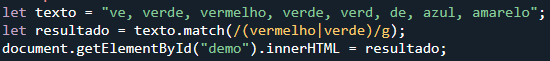 let texto = "ve, verde, vermelho, verde, verd, de, azul, amarelo";
let resultado = texto.match(/(vermelho|verde)/g);
document.getElementById("demo").innerHTML = resultado;